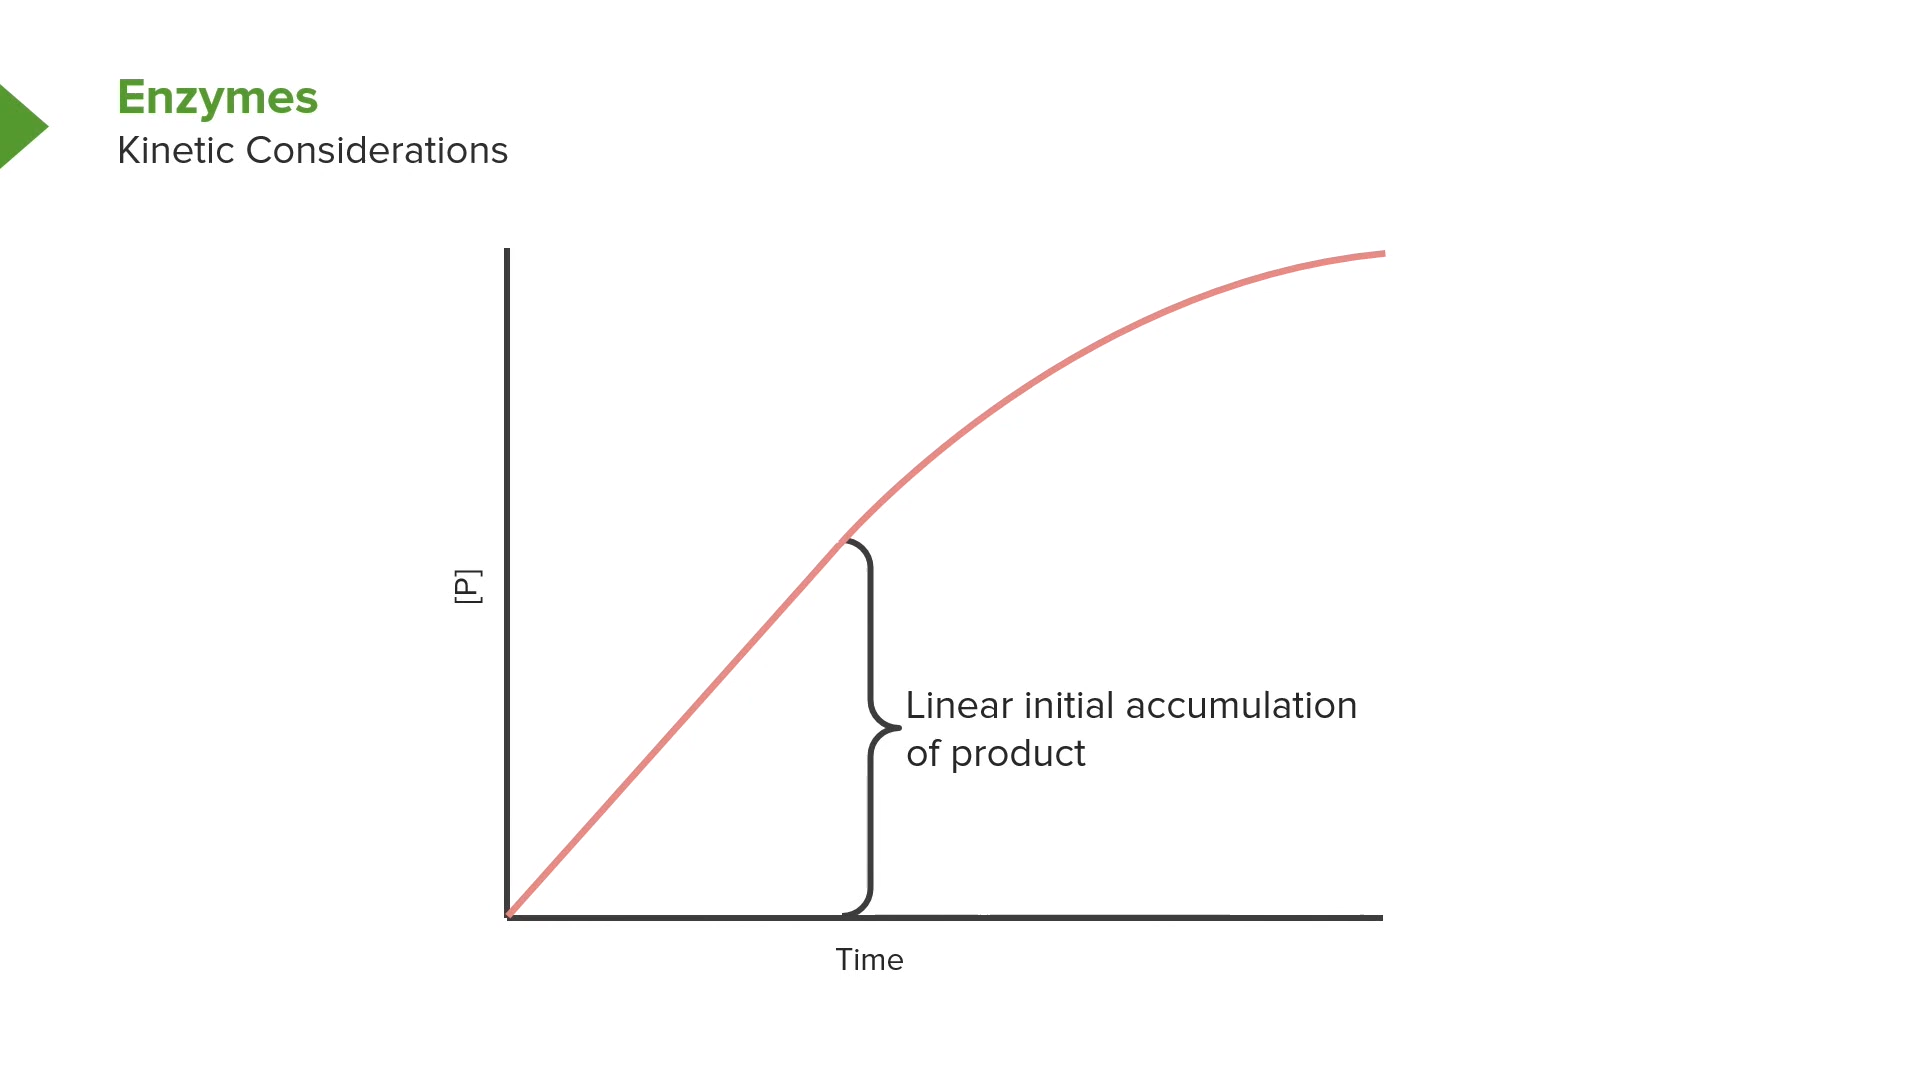 Enzymes
Kinetic Considerations
[P]
Linear initial accumulation
of product
Time